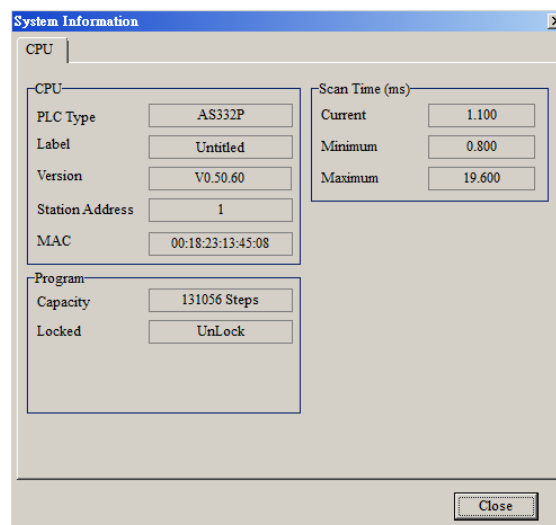 System Information
CPU
CPU
PLC Type AS332P
Label Untitled
Version V0.50.60
Station Address 1
MAC 00:18:23:13:45:08
Program
Capacity 131056 Steps
Locked UnLock
Scan Time (ms)
Current 1.100
Minimum 0.800
Maximum 19.600
Close